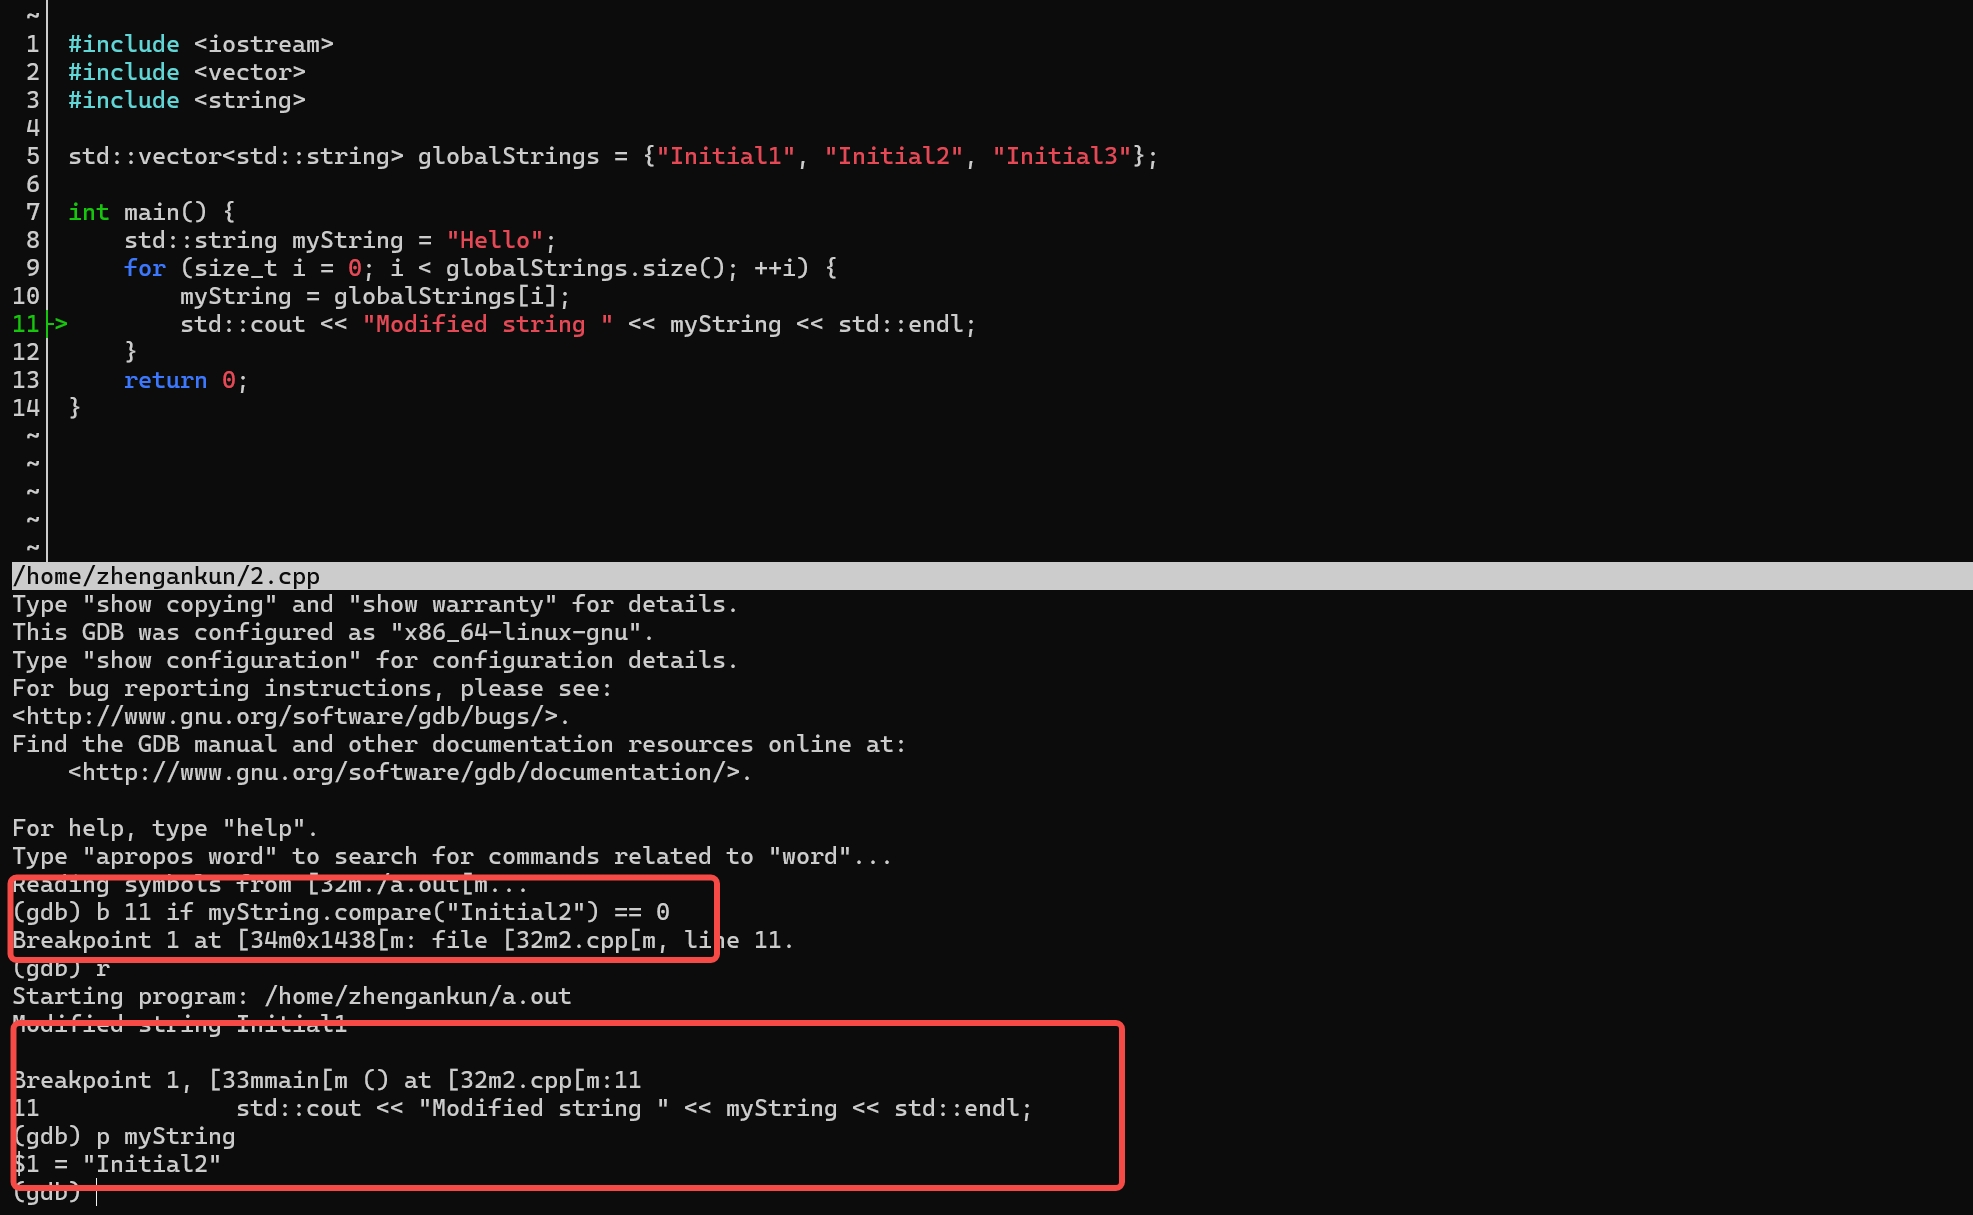 ~
1 #include <iostream>
2 #include <vector>
3 #include <string>
4
5 std::vector<std::string> globalStrings = {"Initial1", "Initial2", "Initial3"};
6
7 int main() {
8     std::string myString = "Hello";
9     for (size_t i = 0; i < globalStrings.size(); ++i) {
10         myString = globalStrings[i];
11->         std::cout << "Modified string " << myString << std::endl;
12     }
13     return 0;
14 }
~
~
~
~
~
/home/zhengankun/2.cpp
Type "show copying" and "show warranty" for details.
This GDB was configured as "x86_64-linux-gnu".
Type "show configuration" for configuration details.
For bug reporting instructions, please see:
<http://www.gnu.org/software/gdb/bugs/>.
Find the GDB manual and other documentation resources online at:
    <http://www.gnu.org/software/gdb/documentation/>.

For help, type "help".
Type "apropos word" to search for commands related to "word"...
Reading symbols from [32m./a.out[m...
(gdb) b 11 if myString.compare("Initial2") == 0
Breakpoint 1 at [34m0x1438[m: file [32m2.cpp[m, line 11.
(gdb) r
Starting program: /home/zhengankun/a.out
Modified string Initial1

Breakpoint 1, [33mmain[m () at [32m2.cpp[m:11
11              std::cout << "Modified string " << myString << std::endl;
(gdb) p myString
$1 = "Initial2"
(gdb)